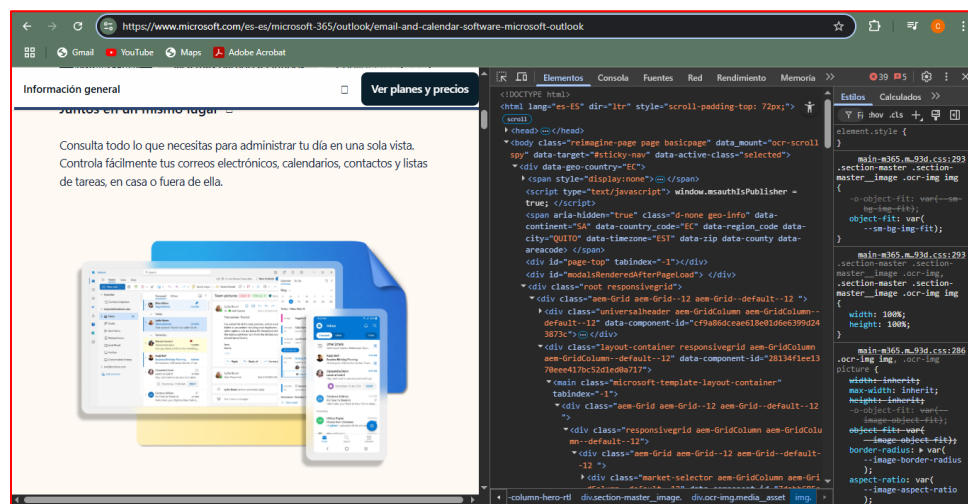 https://www.microsoft.com/es-es/microsoft-365/outlook/email-and-calendar-software-microsoft-outlook
C
Gmail YouTube Maps Adobe Acrobat
Información general
Ver planes y precios
Juntos en un mismo lugar
Consulta todo lo que necesitas para administrar tu día en una sola vista.
Controla fácilmente tus correos electrónicos, calendarios, contactos y listas
de tareas, en casa o fuera de ella.
Team pictures
Elementos Consola Fuentes Red Rendimiento Memoria
39 5
<!DOCTYPE html>
<html lang="es-ES" dir="ltr" style="scroll-padding-top: 72px;">
scroll
<head> </head>
<body class="reimagine-page page basicpage" data_mount="ocr-scroll
spy" data-target="#sticky-nav" data-active-class="selected">
<div data-geo-country="EC">
<span style="display:none"> </span>
<script type="text/javascript"> window.msauthIsPublisher =
true; </script>
<span aria-hidden="true" class="d-none geo-info" data-
continent="SA" data-country_code="EC" data-region_code data-
city="QUITO" data-timezone="EST" data-zip data-county data-
areacode> </span>
<div id="page-top" tabindex="-1"></div>
<div id="modalsRenderedAfterPageLoad"> </div>
<div class="root responsivegrid">
<div class="aem-Grid aem-Grid--12 aem-Grid--default--12 ">
<div class="universalheader aem-GridColumn aem-GridColumn--
default--12" data-component-id="cf9a86dceae618e01d6e6399d24
3873c"> </div>
<div class="layout-container responsivegrid aem-GridColumn
aem-GridColumn--default--12" data-component-id="28134f1ee13
70eee417bc52d1ed0a717">
<main class="microsoft-template-layout-container"
tabindex="-1">
<div class="aem-Grid aem-Grid--12 aem-Grid--default--12
">
<div class="responsivegrid aem-GridColumn aem-GridColu
mn--default--12">
<div class="aem-Grid aem-Grid--12 aem-Grid--default-
-12 ">
<div class="market-selector aem-GridColumn aem-Gri
-column-hero-rtl div.section-master__image. div.ocr-img.media_asset img.
Estilos Calculados
:hov .cls
element.style {
}
main-m365.m…93d.css:293
.section-master .section-
master__image .ocr-img img
{
-o-object-fit: var(--sm-
bg-img-fit);
object-fit: var(
--sm-bg-img-fit);
}
main-m365.m…93d.css:293
.section-master .section-
master__image .ocr-img,
.section-master .section-
master__image .ocr-img img
{
width: 100%;
height: 100%;
}
main-m365.m…93d.css:286
.ocr-img img, .ocr-img
picture {
width: inherit;
max-width: inherit;
height: inherit;
-o-object-fit: var(
--image-object-fit);
object-fit: var(
--image-object-fit);
border-radius: var(
--image-border-radius
);
aspect-ratio: var(
--image-aspect-ratio
);